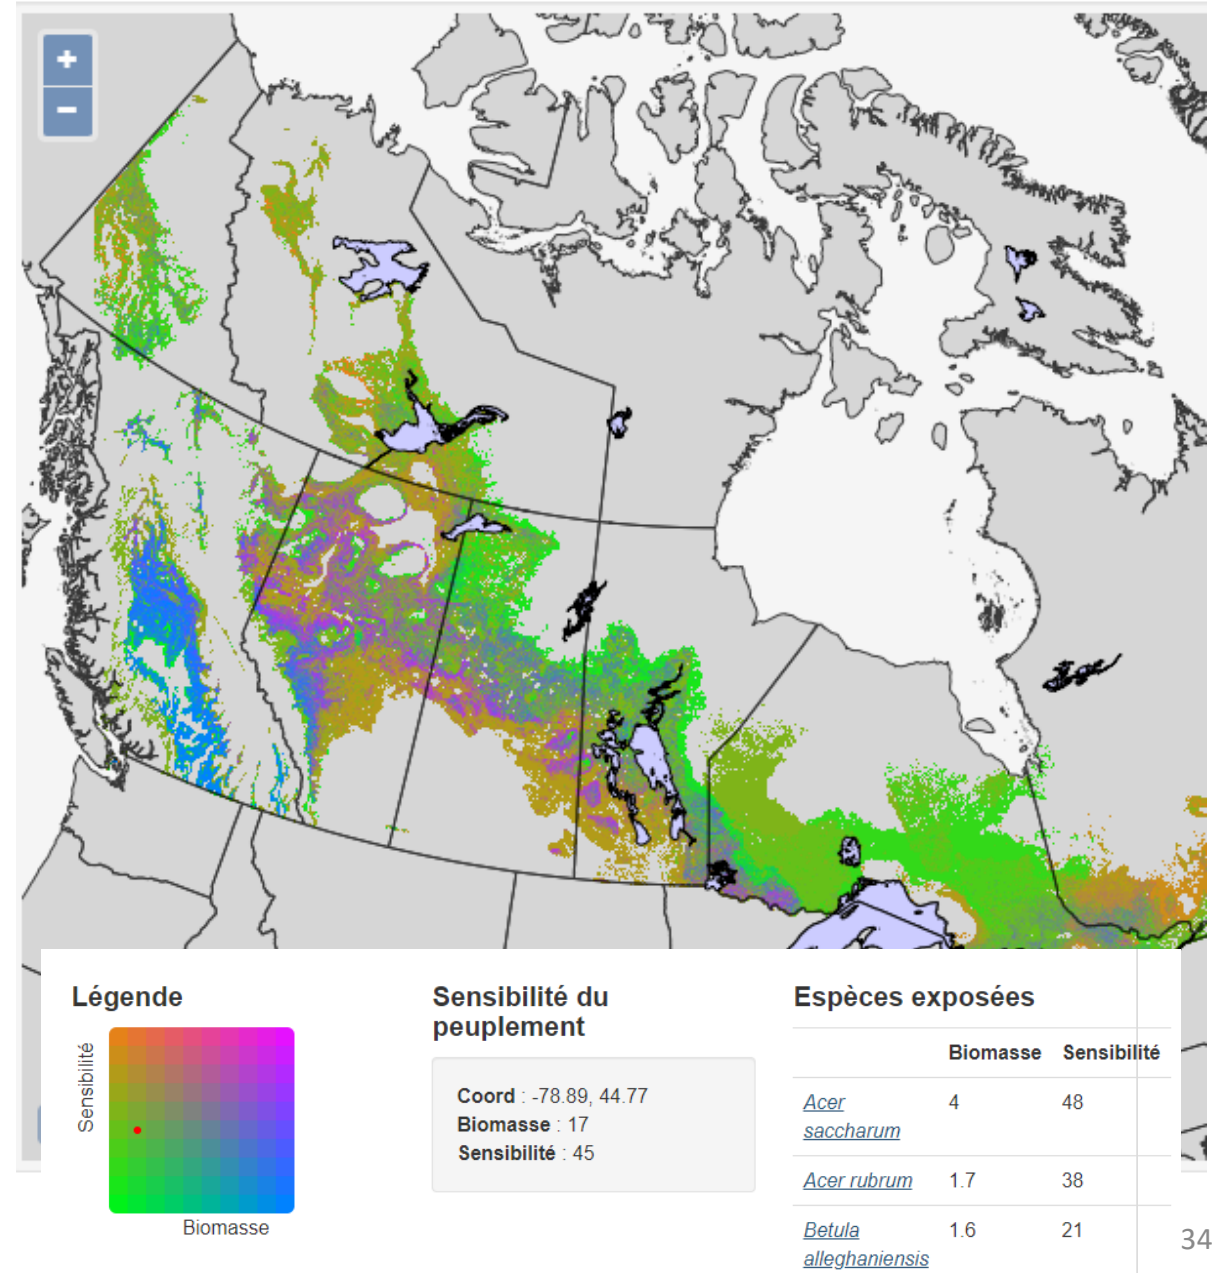 +
−
Légende
Sensibilité
Biomasse
Sensibilité du
peuplement
Coord : -78.89, 44.77
Biomasse : 17
Sensibilité : 45
Espèces exposées
Biomasse Sensibilité
Acer
saccharum 4 48
Acer rubrum 1.7 38
Betula
alleghaniensis 1.6 21
34